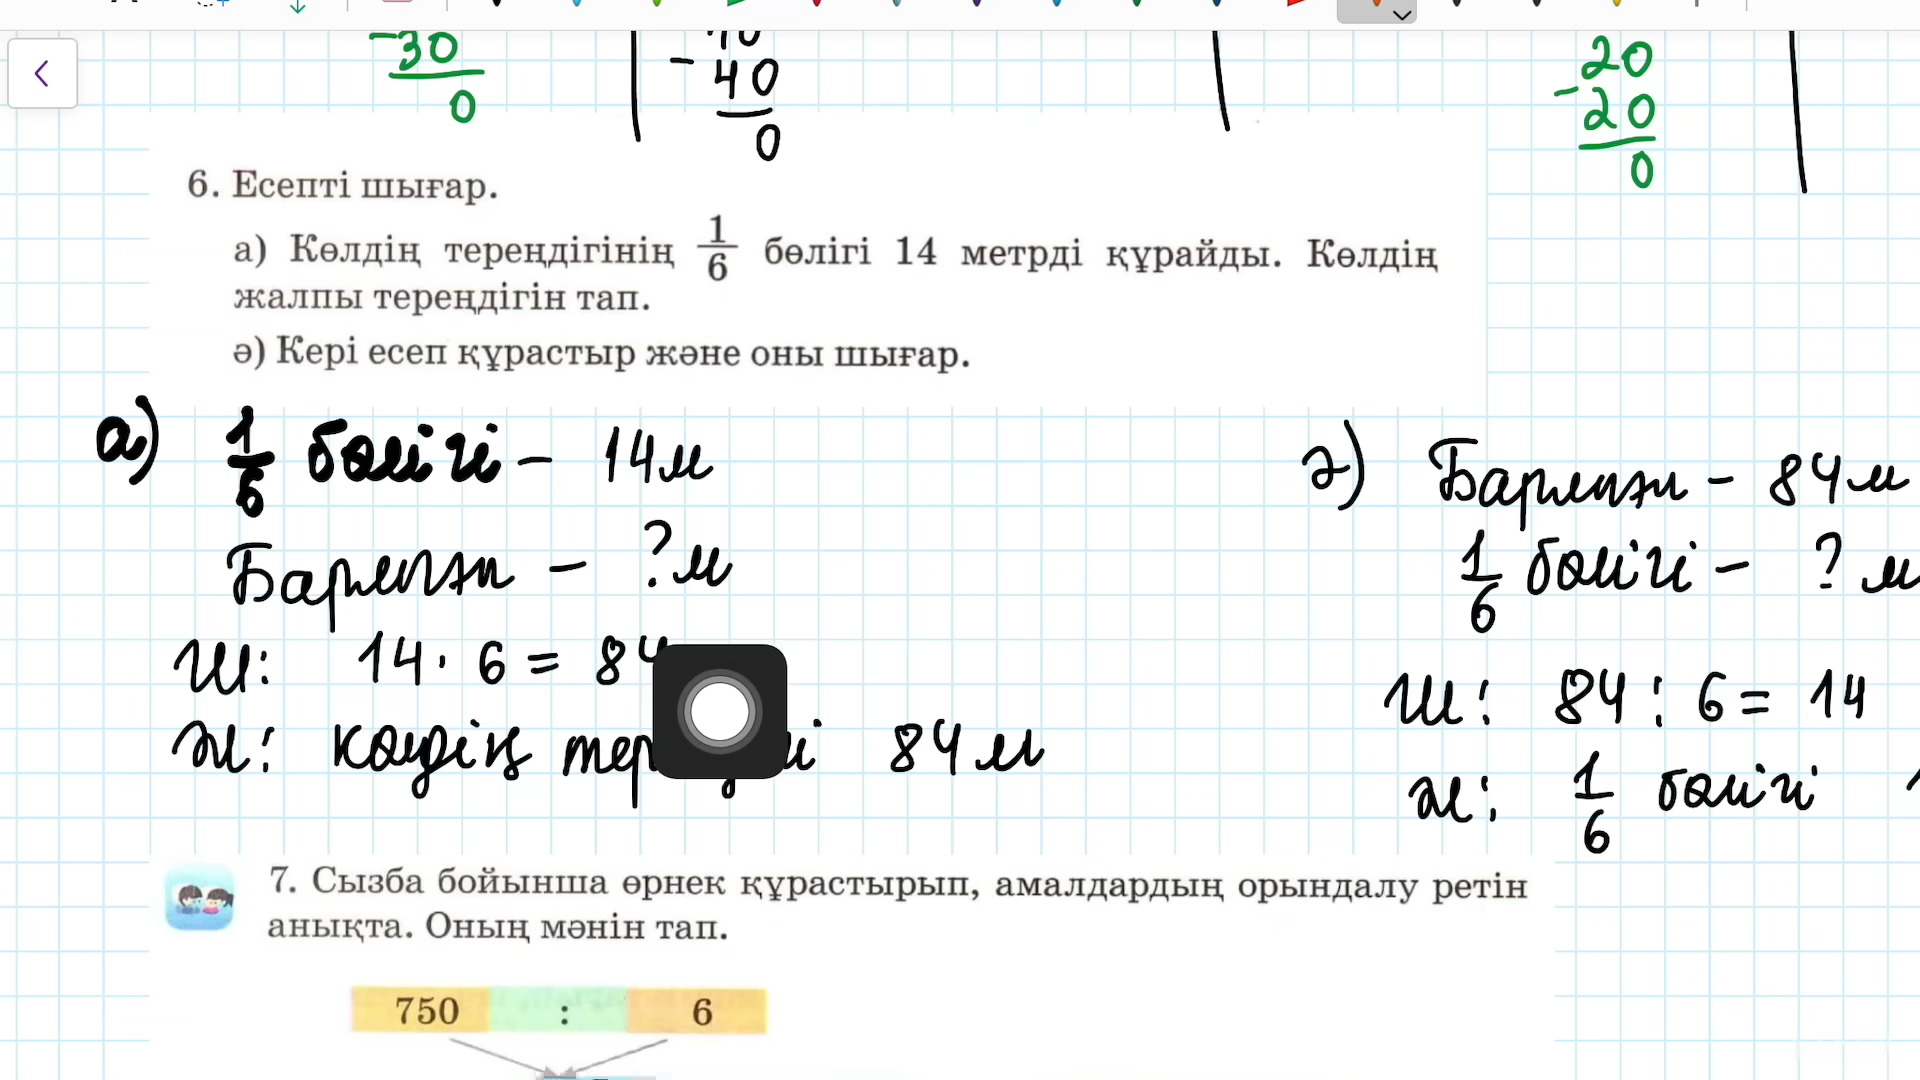 -30
0
40
- 40
0
20
- 20
0
6. Есепті шығар.
а) Көлдің тереңдігінің 1/6 бөлігі 14 метрді құрайды. Көлдің
жалпы тереңдігін тап.
ә) Кері есеп құрастыр және оны шығар.
а) 1/6 бөлігі – 14м
Барлығы – ?м
Ш: 14 · 6 = 84
Ж: көлдің 84м
ә) Барлығы – 84м
1/6 бөлігі – ? м
Ш: 84 : 6 = 14
Ж: 1/6 бөлігі
7. Сызба бойынша өрнек құрастырып, амалдардың орындалу ретін
анықта. Оның мәнін тап.
750 : 6